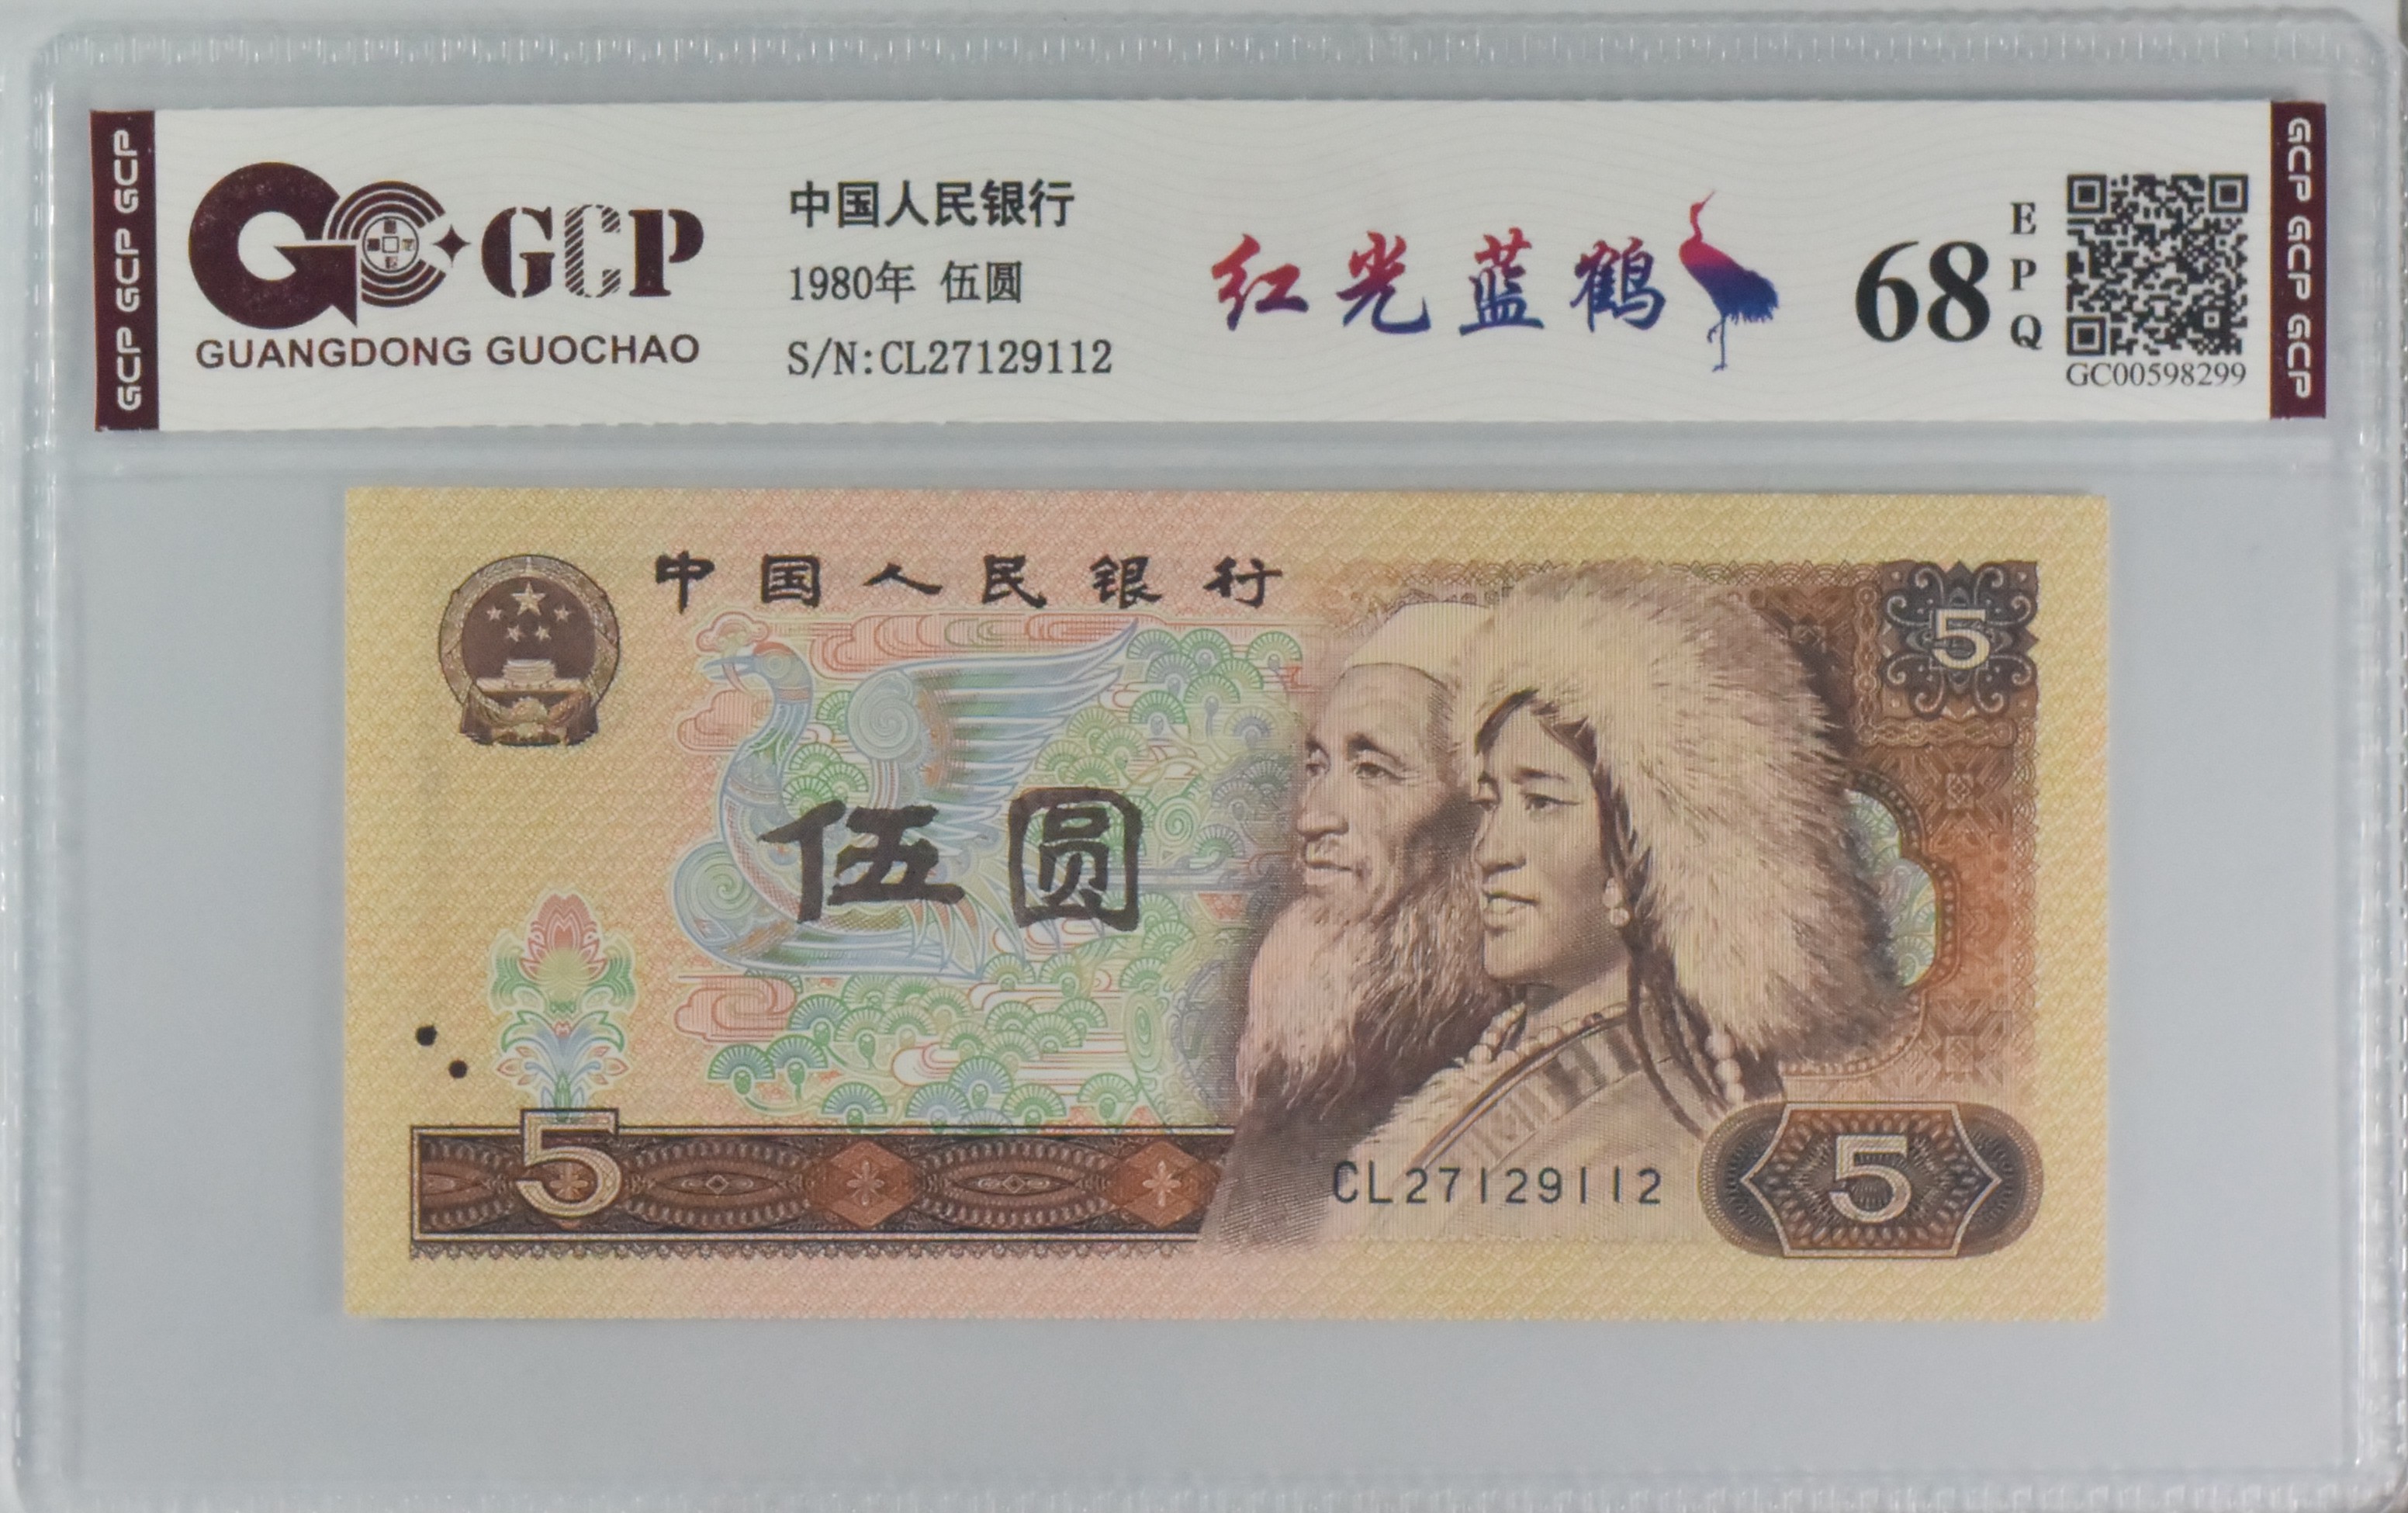 GCP GCP GCP
GCP
GUANGDONG GUOCHAO
中国人民银行
1980年 伍圆
S/N:CL27129112
红光蓝鹤
68
EPQ
GC00598299
GCP GCP GCP
中国人民银行
5
伍圆
5
CL27129112
5